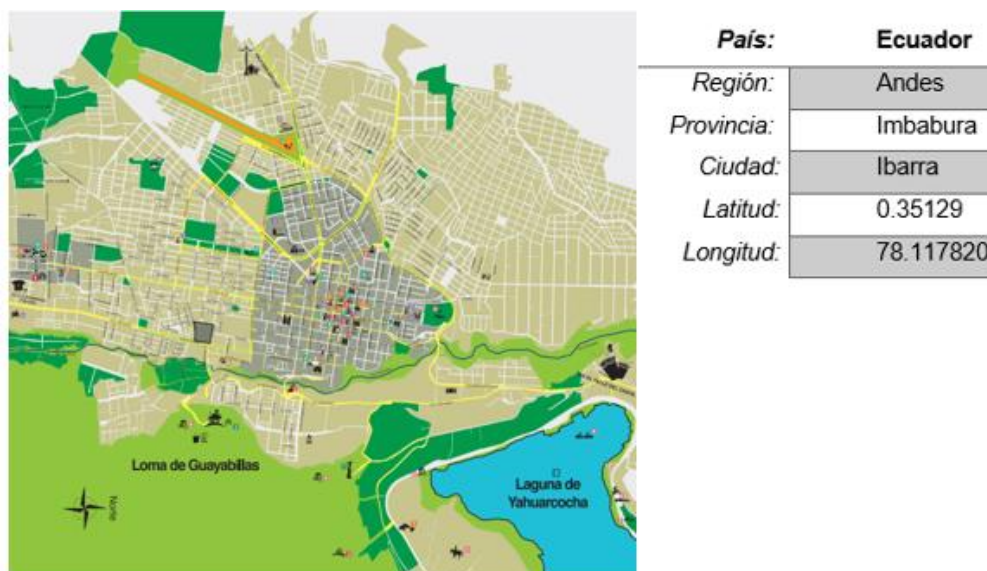 Loma de Guayabillas
Norte
Laguna de
Yahuarcocha
País: Ecuador
Región: Andes
Provincia: Imbabura
Ciudad: Ibarra
Latitud: 0.35129
Longitud: 78.117820